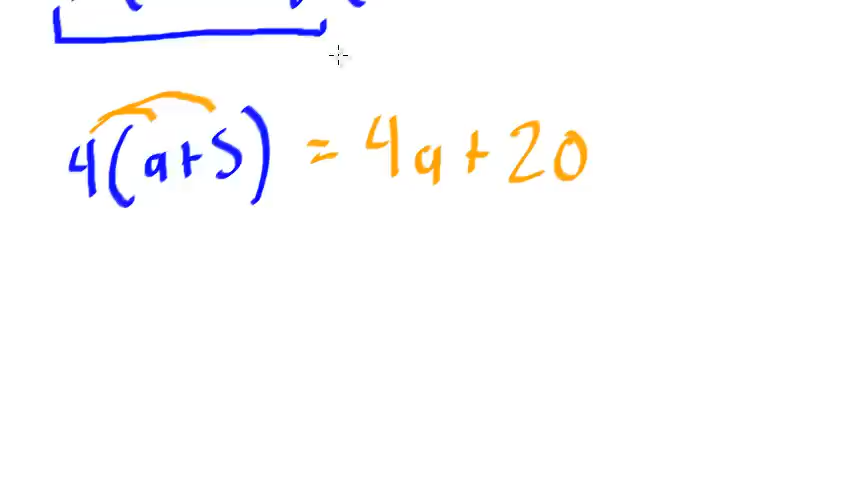 4(a+5) = 4a + 20